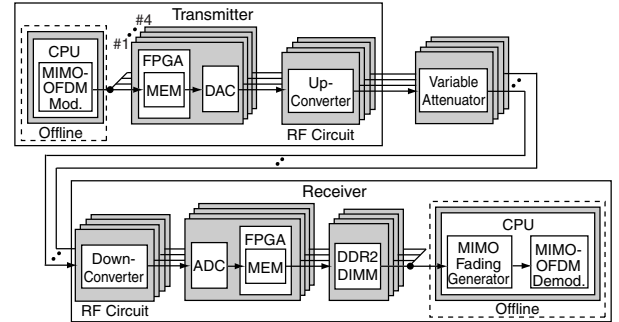 Transmitter
#4
#1
CPU
MIMO-
OFDM
Mod.
Offline
FPGA
MEM
DAC
Up-
Converter
RF Circuit
Variable
Attenuator
Receiver
Down-
Converter
RF Circuit
ADC
FPGA
MEM
DDR2
DIMM
CPU
MIMO
Fading
Generator
MIMO-
OFDM
Demod.
Offline